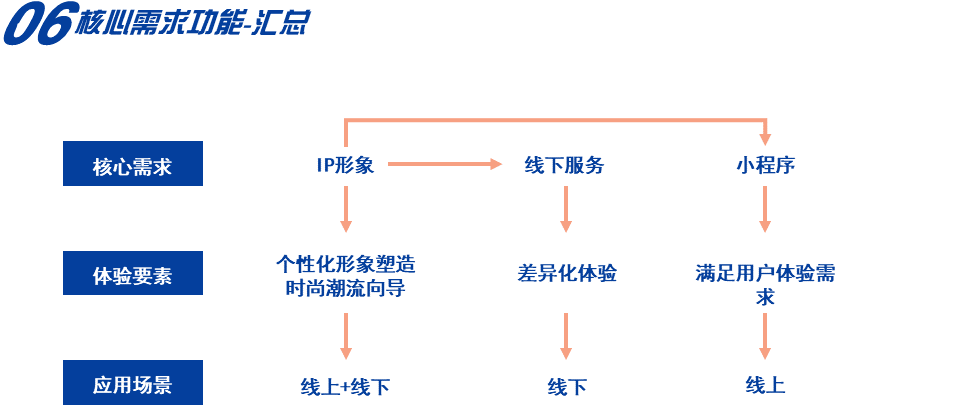 06核心需求功能-汇总
核心需求
IP形象
线下服务
小程序
体验要素
个性化形象塑造
时尚潮流向导
差异化体验
满足用户体验需
求
应用场景
线上+线下
线下
线上